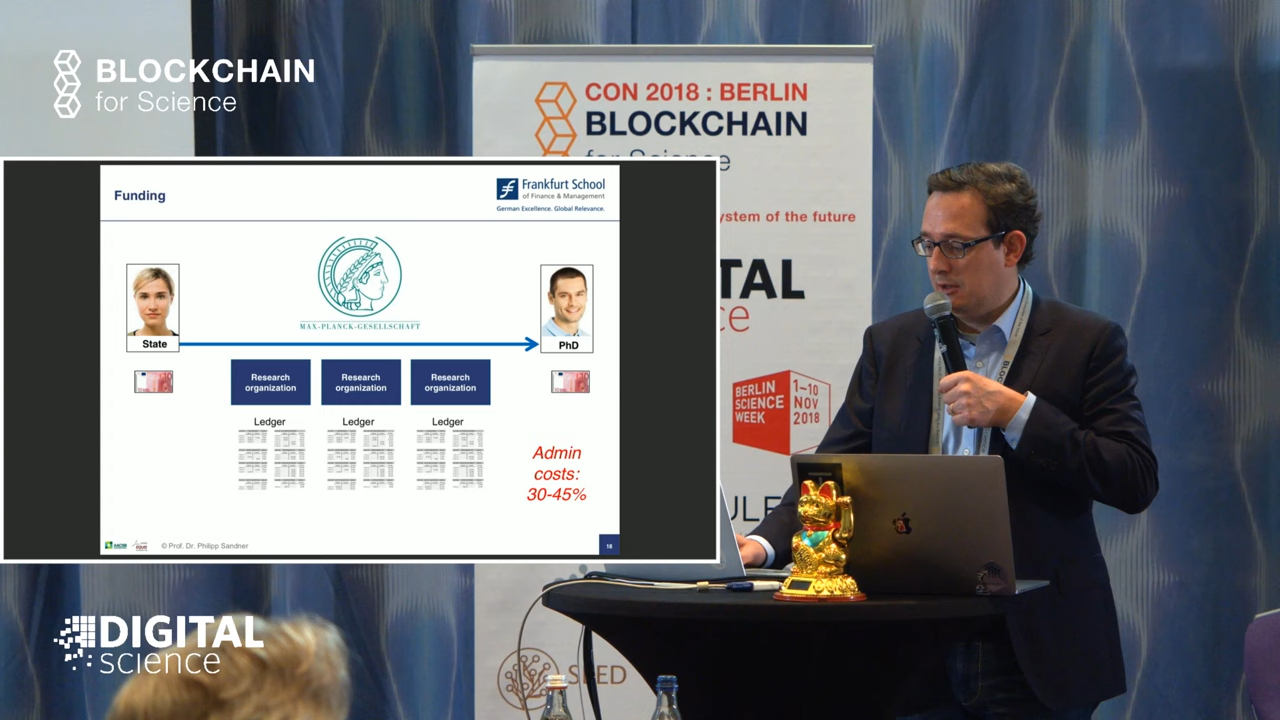 BLOCKCHAIN
for Science
CON 2018 : BERLIN
BLOCKCHAIN
for Science
ystem of the future
TAL
ce
BERLIN
SCIENCE
WEEK
1–10
NOV
2018
Funding
Frankfurt School
of Finance & Management
German Excellence. Global Relevance.
MAX-PLANCK-GESELLSCHAFT
State
PhD
Research
organization
Research
organization
Research
organization
Ledger
Ledger
Ledger
Admin
costs:
30-45%
© Prof. Dr. Philipp Sandner
18
DIGITAL
science